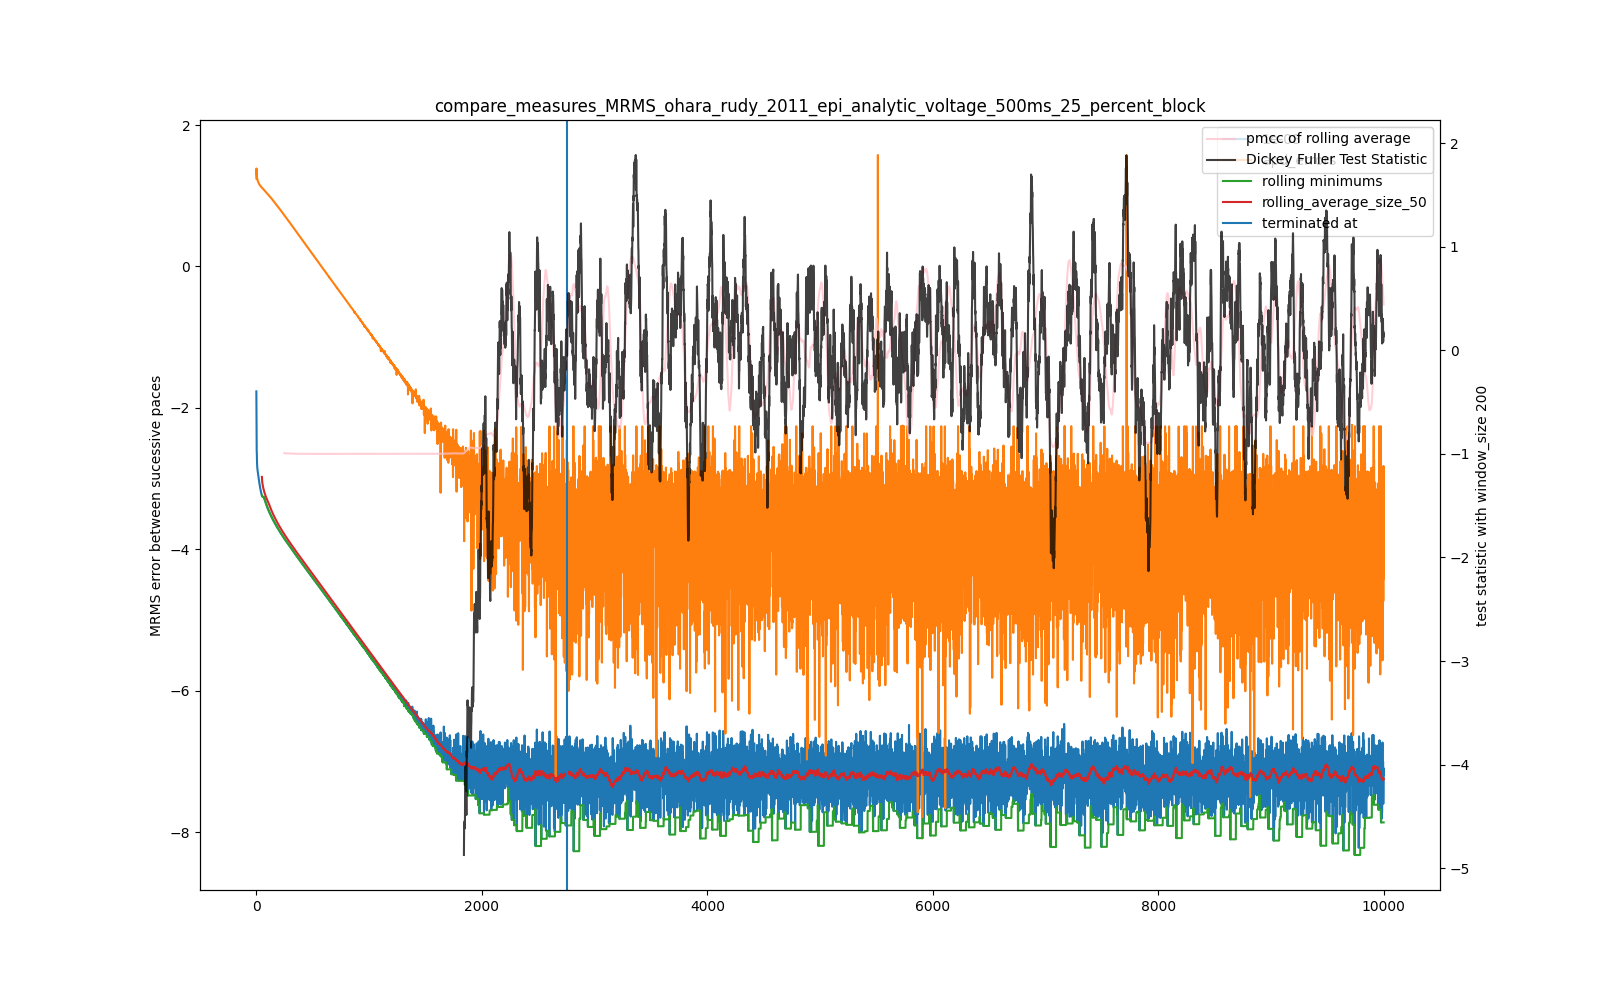 compare_measures_MRMS_ohara_rudy_2011_epi_analytic_voltage_500ms_25_percent_block
pmcc of rolling average
Dickey Fuller Test Statistic
rolling minimums
rolling_average_size_50
terminated at
MRMS error between sucessive paces
2
0
−2
−4
−6
−8
test statistic with window_size 200
2
1
0
−1
−2
−3
−4
−5
0
2000
4000
6000
8000
10000